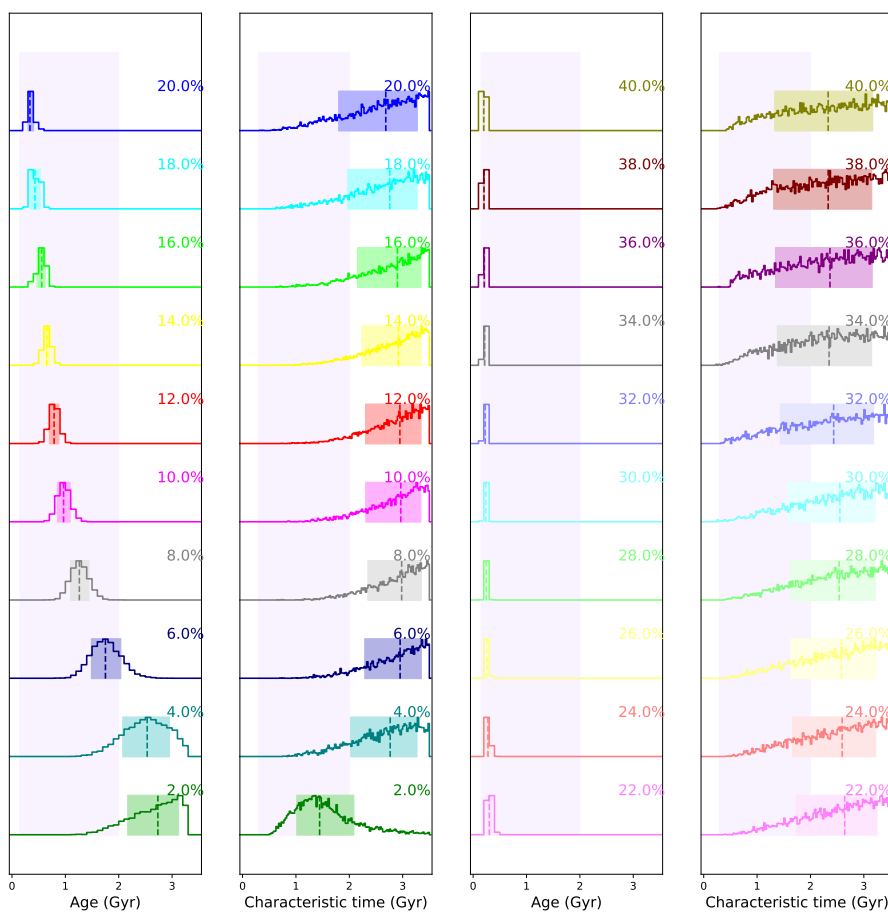 20.0% 20.0% 40.0% 40.0%
18.0% 18.0% 38.0% 38.0%
16.0% 16.0% 36.0% 36.0%
14.0% 14.0% 34.0% 34.0%
12.0% 12.0% 32.0% 32.0%
10.0% 10.0% 30.0% 30.0%
8.0% 8.0% 28.0% 28.0%
6.0% 6.0% 26.0% 26.0%
4.0% 4.0% 24.0% 24.0%
2.0% 2.0% 22.0% 22.0%
0 1 2 3 0 1 2 3 0 1 2 3 0 1 2 3
Age (Gyr) Characteristic time (Gyr) Age (Gyr) Characteristic time (Gyr)